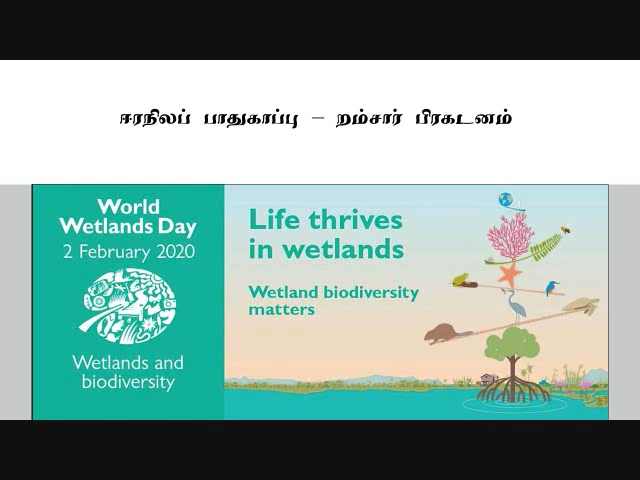 ஈரநிலப் பாதுகாப்பு – றம்சார் பிரகடனம்
World
Wetlands Day
2 February 2020
Wetlands and
biodiversity
Life thrives
in wetlands
Wetland biodiversity
matters